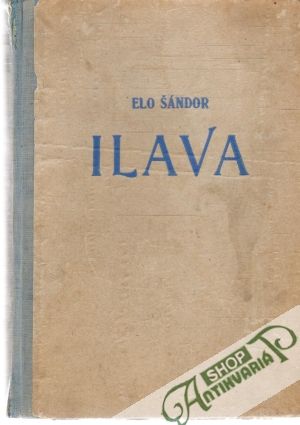 ELO ŠÁNDOR
ILAVA
SHOP
AntikvariaT